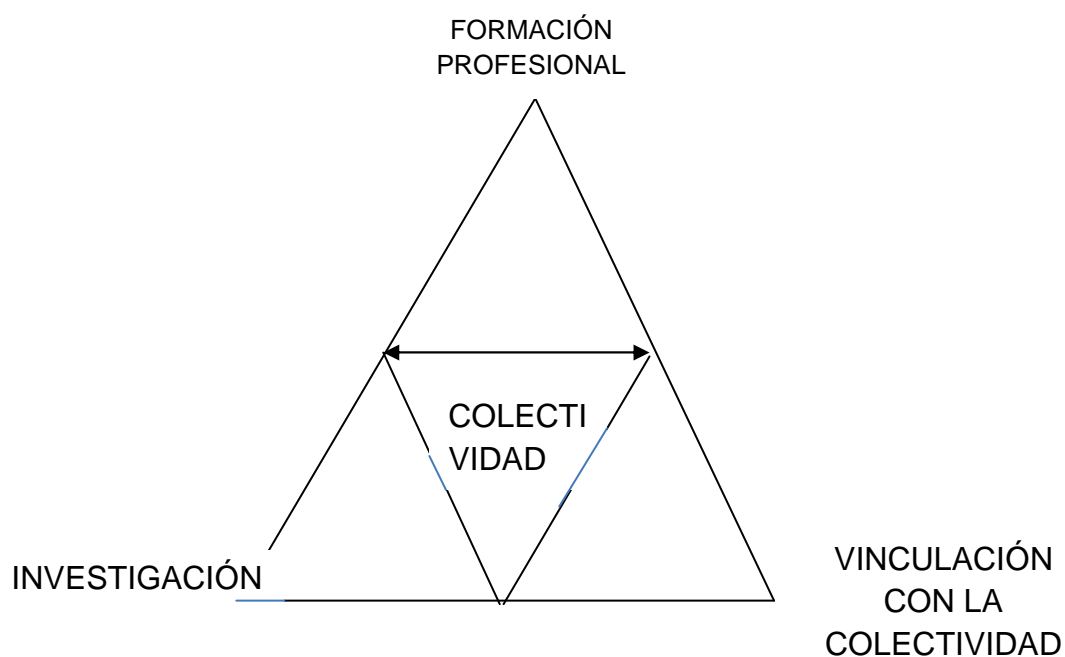 FORMACIÓN
PROFESIONAL
COLECTI
VIDAD
INVESTIGACIÓN
VINCULACIÓN
CON LA
COLECTIVIDAD